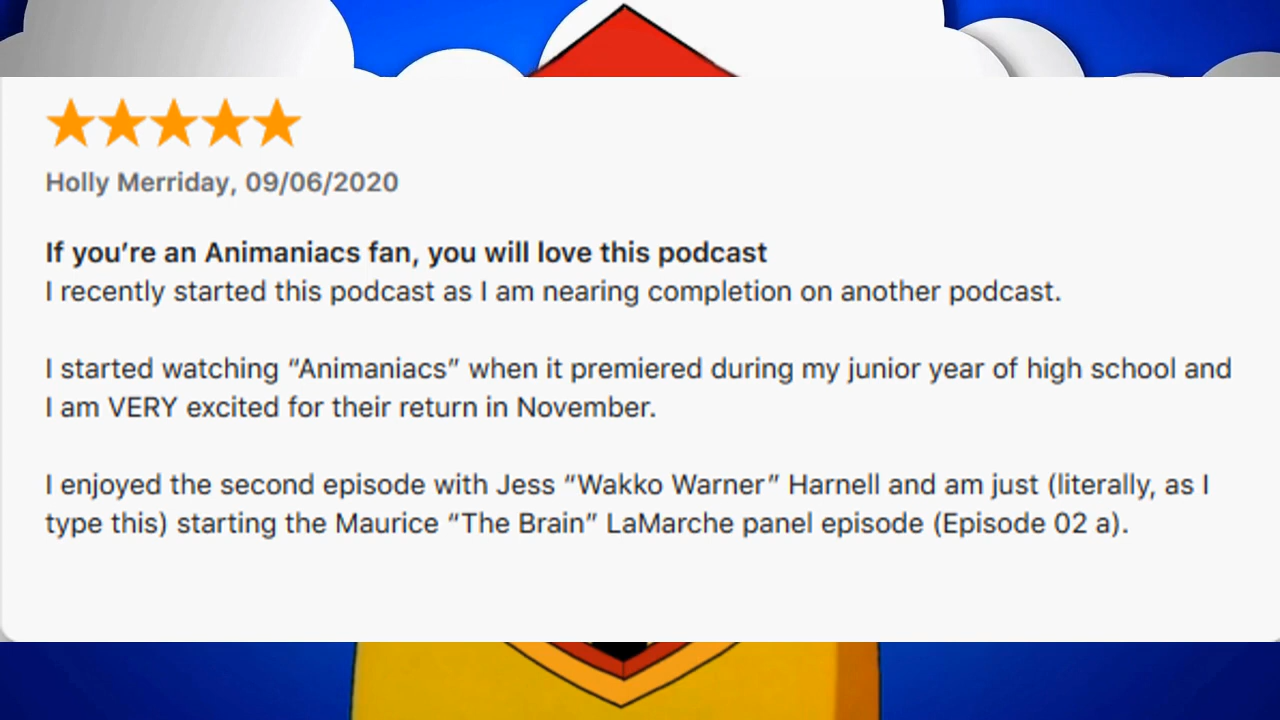 Holly Merriday, 09/06/2020
If you’re an Animaniacs fan, you will love this podcast
I recently started this podcast as I am nearing completion on another podcast.
I started watching “Animaniacs” when it premiered during my junior year of high school and
I am VERY excited for their return in November.
I enjoyed the second episode with Jess “Wakko Warner” Harnell and am just (literally, as I
type this) starting the Maurice “The Brain” LaMarche panel episode (Episode 02 a).